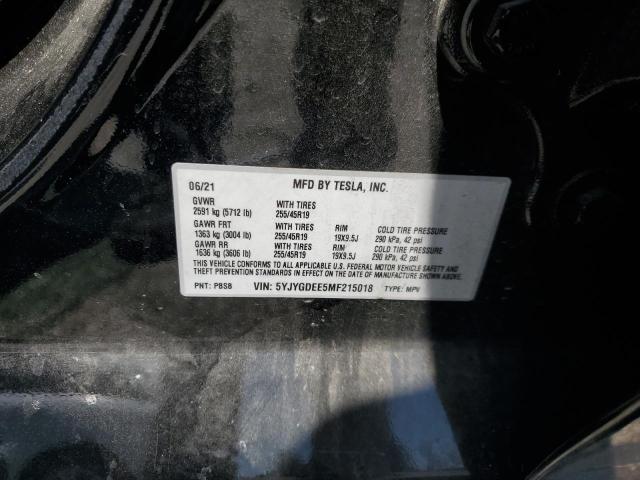 06/21 MFD BY TESLA, INC.
GVWR WITH TIRES
2591 kg (5712 lb) 255/45R19
GAWR FRT WITH TIRES RIM COLD TIRE PRESSURE
1363 kg (3004 lb) 255/45R19 19X9.5J 290 kPa, 42 psi
GAWR RR WITH TIRES RIM COLD TIRE PRESSURE
1636 kg (3606 lb) 255/45R19 19X9.5J 290 kPa, 42 psi
THIS VEHICLE CONFORMS TO ALL APPLICABLE U.S. FEDERAL MOTOR VEHICLE SAFETY AND
THEFT PREVENTION STANDARDS IN EFFECT ON THE DATE OF MANUFACTURE SHOWN ABOVE.
PNT: PBSB VIN: 5YJYGDEE5MF215018 TYPE: MPV